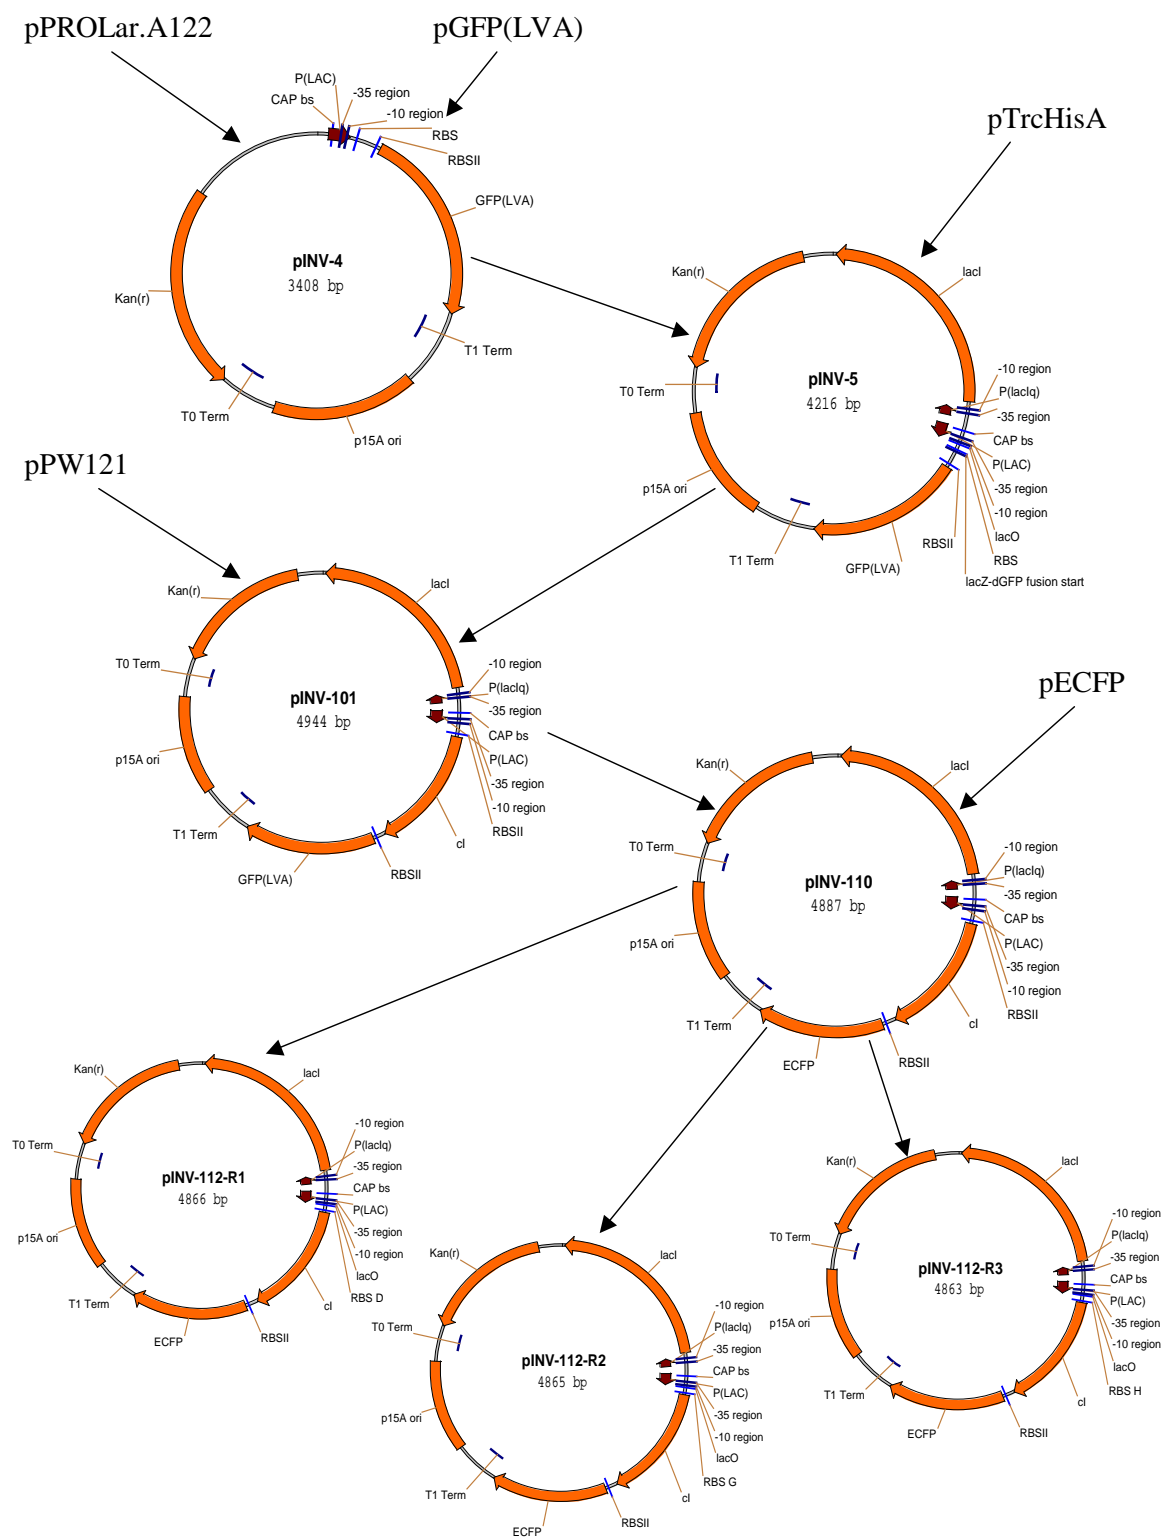 pPROLar.A122
pGFP(LVA)
P(LAC)
-35 region
CAP bs
-10 region
RBS
RBSII
GFP(LVA)
pINV-4
3408 bp
Kan(r)
T1 Term
T0 Term
p15A ori
pTrcHisA
Kan(r)
lacI
-10 region
P(lacIq)
-35 region
pINV-5
4216 bp
T0 Term
CAP bs
P(LAC)
-35 region
-10 region
lacO
RBS
lacZ-dGFP fusion start
RBSII
p15A ori
T1 Term
GFP(LVA)
pPW121
Kan(r)
lacI
T0 Term
-10 region
P(lacIq)
-35 region
pINV-101
4944 bp
CAP bs
P(LAC)
-35 region
-10 region
RBSII
p15A ori
T1 Term
cI
GFP(LVA)
RBSII
pECFP
Kan(r)
lacI
T0 Term
-10 region
P(lacIq)
-35 region
pINV-110
4887 bp
CAP bs
P(LAC)
-35 region
-10 region
RBSII
p15A ori
T1 Term
cI
ECFP
RBSII
Kan(r)
lacI
T0 Term
-10 region
P(lacIq)
-35 region
pINV-112-R1
4866 bp
CAP bs
P(LAC)
-35 region
-10 region
lacO
RBS D
p15A ori
T1 Term
cI
ECFP
RBSII
Kan(r)
lacI
T0 Term
-10 region
P(lacIq)
-35 region
pINV-112-R2
4865 bp
CAP bs
P(LAC)
-35 region
-10 region
lacO
RBS G
p15A ori
T1 Term
cI
ECFP
RBSII
Kan(r)
lacI
T0 Term
-10 region
P(lacIq)
-35 region
pINV-112-R3
4863 bp
CAP bs
P(LAC)
-35 region
-10 region
lacO
RBS H
p15A ori
T1 Term
cI
ECFP
RBSII